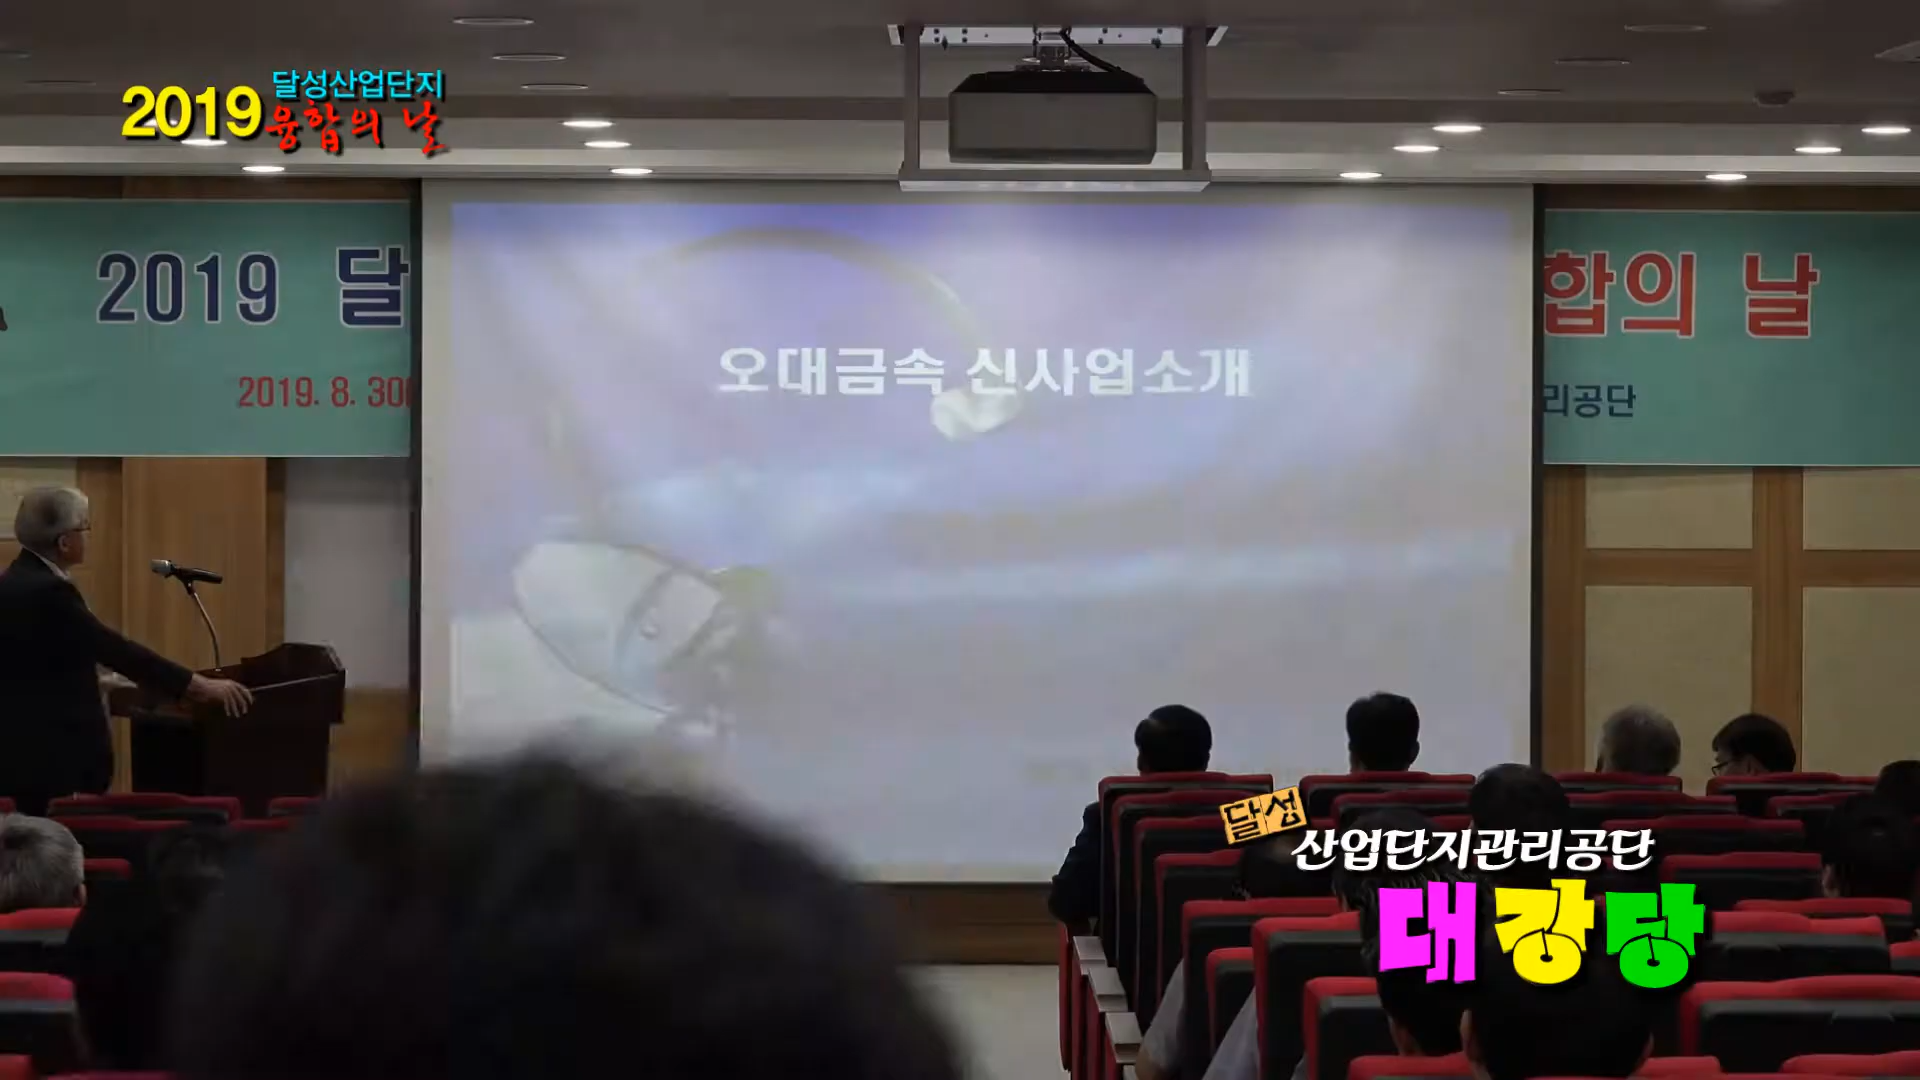 2019 달성산업단지
융합의 날
2019 달
합의 날
2019. 8. 30
리공단
오대금속 신사업소개
달성
산업단지관리공단
대강당